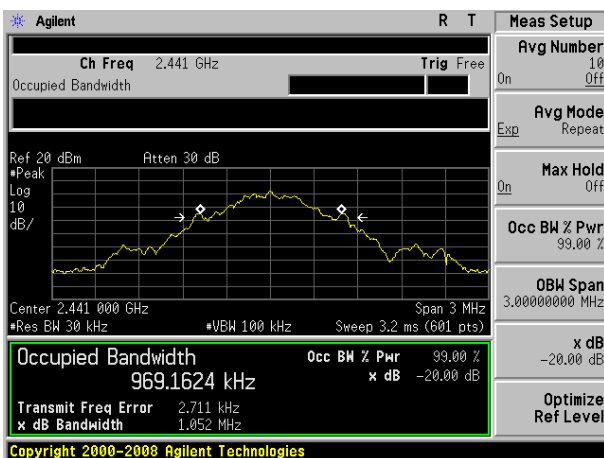 Agilent R T Meas Setup
Ch Freq 2.441 GHz Trig Free
Occupied Bandwidth
Avg Number
10
On Off
Avg Mode
Exp Repeat
Max Hold
On Off
Occ BW % Pwr
99.00 %
OBW Span
3.00000000 MHz
x dB
-20.00 dB
Optimize
Ref Level
Ref 20 dBm Atten 30 dB
#Peak
Log
10
dB/
Center 2.441 000 GHz Span 3 MHz
#Res BW 30 kHz #VBW 100 kHz Sweep 3.2 ms (601 pts)
Occupied Bandwidth Occ BW % Pwr 99.00 %
969.1624 kHz x dB -20.00 dB
Transmit Freq Error 2.711 kHz
x dB Bandwidth 1.052 MHz
Copyright 2000-2008 Agilent Technologies